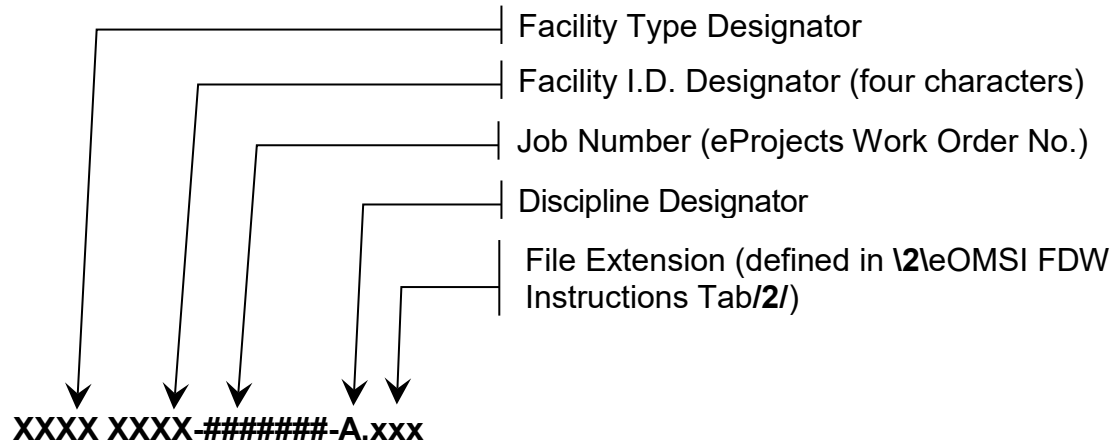 Facility Type Designator
Facility I.D. Designator (four characters)
Job Number (eProjects Work Order No.)
Discipline Designator
File Extension (defined in \2\eOMSI FDW
Instructions Tab/2/)
XXXX XXXX-#######-A.xxx